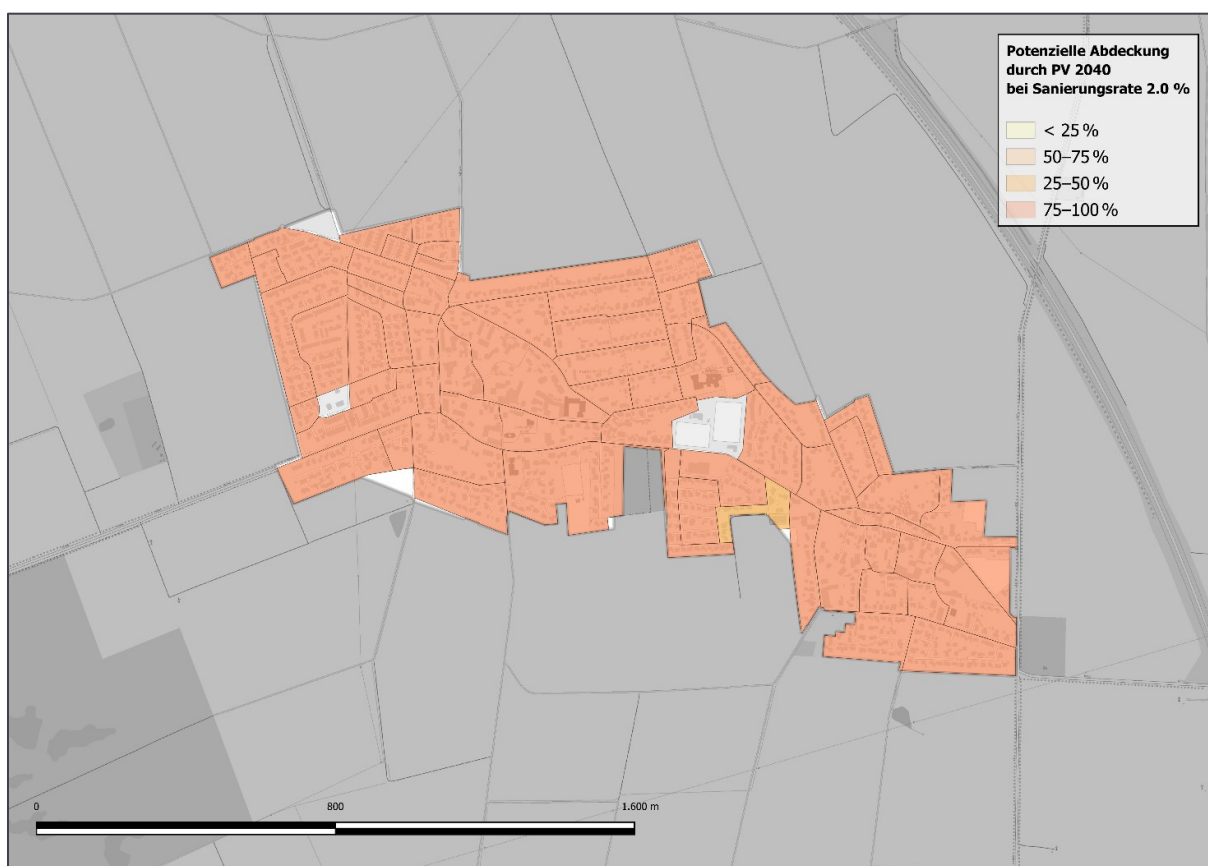 Potenzielle Abdeckung
durch PV 2040
bei Sanierungsrate 2.0 %
< 25 %
50–75 %
25–50 %
75–100 %
0
800
1.600 m